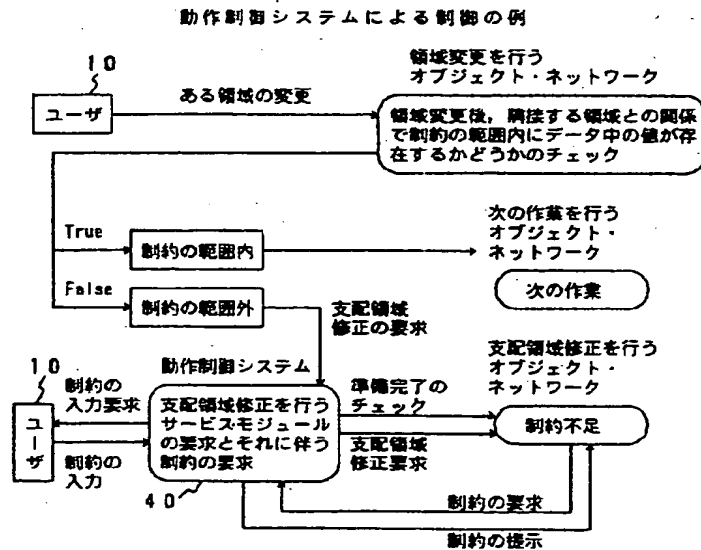 動作制御システムによる制御の例
10
ユーザ
ある領域の変更
領域変更を行う
オブジェクト・ネットワーク
領域変更後，隣接する領域との関係
で制約の範囲内にデータ中の値が存
在するかどうかのチェック
True
制約の範囲内
次の作業を行う
オブジェクト・
ネットワーク
次の作業
False
制約の範囲外
支配領域
修正の要求
10
ユーザ
制約の
入力要求
制約の
入力
動作制御システム
支配領域修正を行う
サービスモジュール
の要求とそれに伴う
制約の要求
40
準備完了の
チェック
支配領域
修正要求
支配領域修正を行う
オブジェクト・
ネットワーク
制約不足
制約の要求
制約の提示